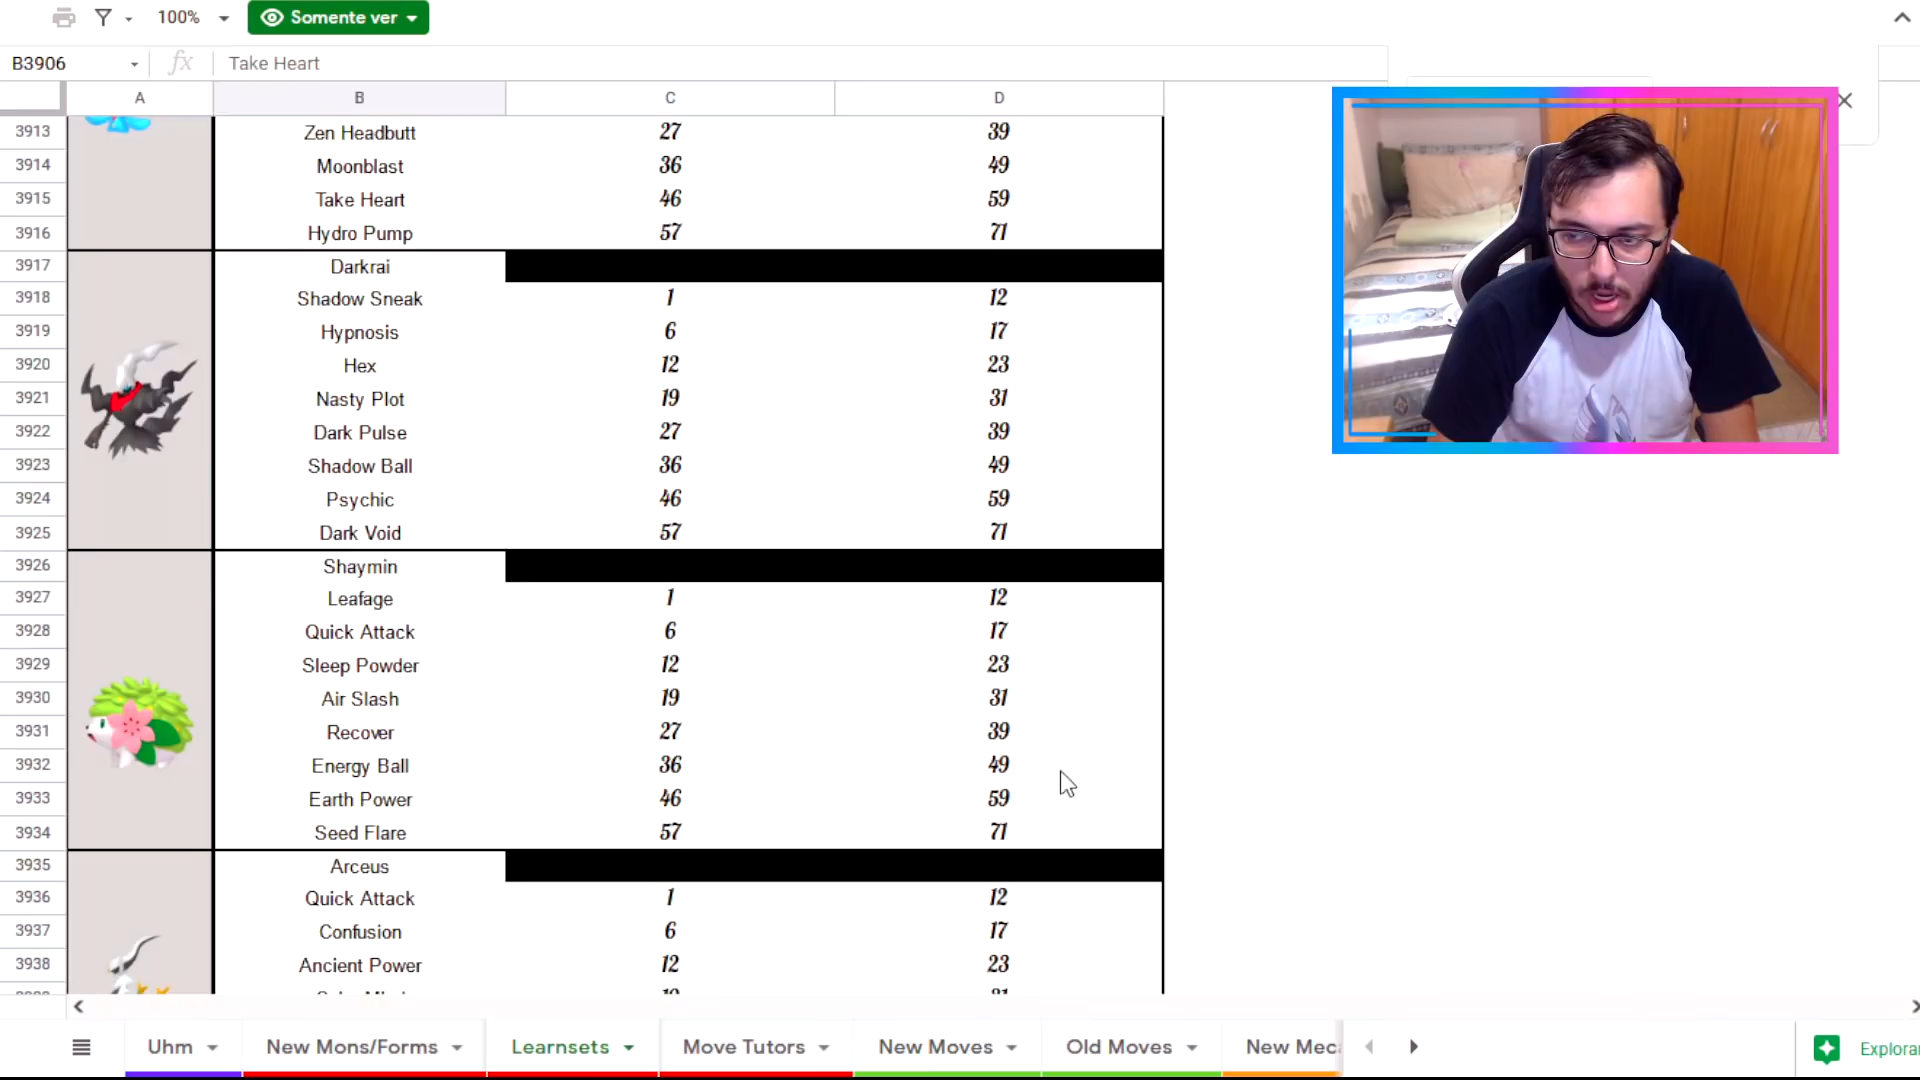 100% Somente ver
B3906 fx Take Heart
A B C D
3913 Zen Headbutt 27 39
3914 Moonblast 36 49
3915 Take Heart 46 59
3916 Hydro Pump 57 71
3917 Darkrai
3918 Shadow Sneak 1 12
3919 Hypnosis 6 17
3920 Hex 12 23
3921 Nasty Plot 19 31
3922 Dark Pulse 27 39
3923 Shadow Ball 36 49
3924 Psychic 46 59
3925 Dark Void 57 71
3926 Shaymin
3927 Leafage 1 12
3928 Quick Attack 6 17
3929 Sleep Powder 12 23
3930 Air Slash 19 31
3931 Recover 27 39
3932 Energy Ball 36 49
3933 Earth Power 46 59
3934 Seed Flare 57 71
3935 Arceus
3936 Quick Attack 1 12
3937 Confusion 6 17
3938 Ancient Power 12 23
Uhm New Mons/Forms Learnsets Move Tutors New Moves Old Moves New Mec Explorar